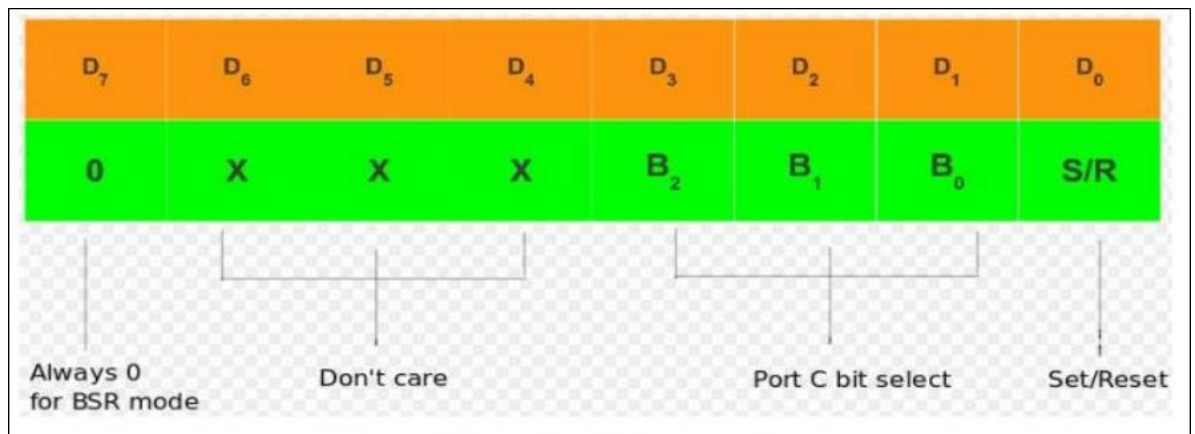 D₇ D₆ D₅ D₄ D₃ D₂ D₁ D₀
0 X X X B₂ B₁ B₀ S/R
Always 0
for BSR mode
Don't care
Port C bit select
Set/Reset